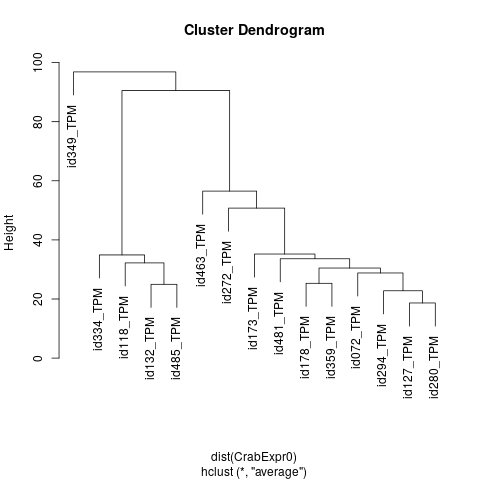 Cluster Dendrogram
Height
0
20
40
60
80
100
id349_TPM
id334_TPM
id118_TPM
id132_TPM
id485_TPM
id463_TPM
id272_TPM
id173_TPM
id481_TPM
id178_TPM
id359_TPM
id072_TPM
id294_TPM
id127_TPM
id280_TPM
dist(CrabExpr0)
hclust (*, "average")